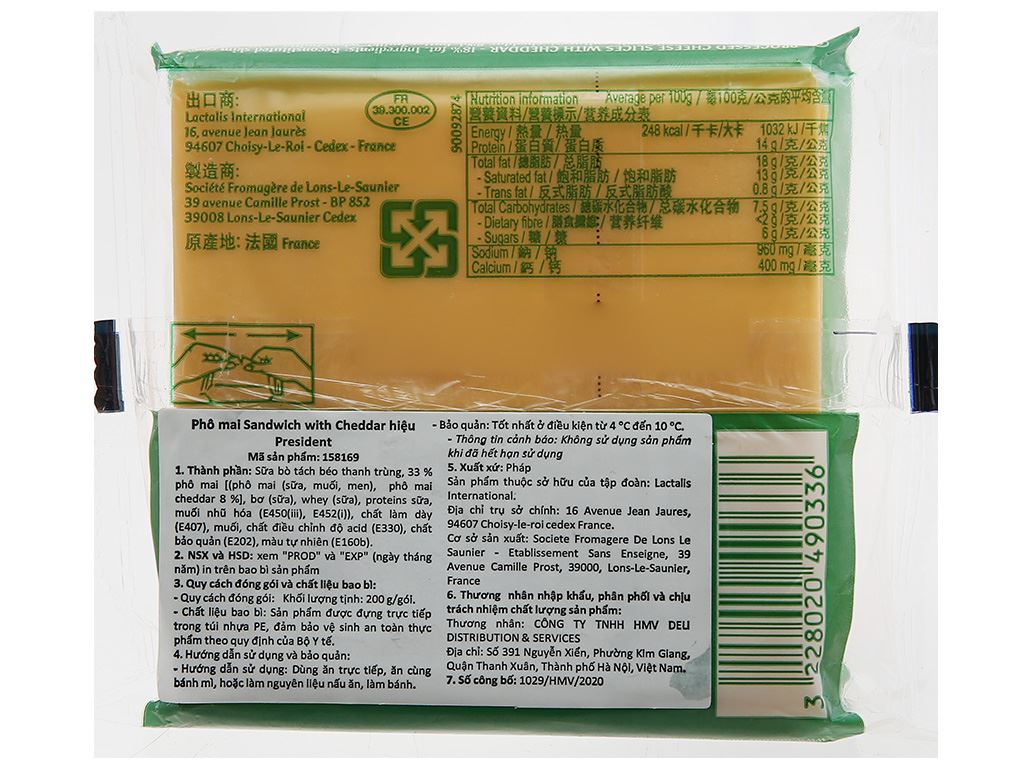 PROCESSED CHEESE SLICES WITH CHEDDAR - 18% fat. Ingredients: Reconstituted skimmed
出口商:
Lactalis International
16, avenue Jean Jaurès
94607 Choisy-Le-Roi - Cedex - France
製造商:
Société Fromagère de Lons-Le-Saunier
39 avenue Camille Prost - BP 852
39008 Lons-Le-Saunier Cedex
原產地: 法國 France
FR
39.300.002
CE
90092874
Nutrition information Average per 100g / 每100克/公克的平均含量
營養資料/營養標示/营养成分表
Energy / 熱量 / 热量 248 kcal / 千卡/大卡 1032 kJ /千焦
Protein / 蛋白質 / 蛋白质 14 g /克/公克
Total fat /總脂肪 / 总脂肪 18 g /克/公克
- Saturated fat / 飽和脂肪 / 饱和脂肪 13 g /克/公克
- Trans fat / 反式脂肪 / 反式脂肪酸 0.8 g /克/公克
Total Carbohydrates / 總碳水化合物 / 总碳水化合物 7.5 g /克/公克
- Dietary fibre / 膳食纖維 / 营养纤维 <2 g /克/公克
- Sugars / 糖 / 糖 6 g /克/公克
Sodium / 鈉 / 钠 960 mg / 毫克
Calcium / 鈣 / 钙 400 mg / 毫克
Phô mai Sandwich with Cheddar hiệu
President
Mã sản phẩm: 158169
1. Thành phần: Sữa bò tách béo thanh trùng, 33 %
phô mai [(phô mai (sữa, muối, men), phô mai
cheddar 8 %], bơ (sữa), whey (sữa), proteins sữa,
muối nhũ hóa (E450(iii), E452(i)), chất làm dày
(E407), muối, chất điều chỉnh độ acid (E330), chất
bảo quản (E202), màu tự nhiên (E160b).
2. NSX và HSD: xem "PROD" và "EXP" (ngày tháng
năm) in trên bao bì sản phẩm
3. Quy cách đóng gói và chất liệu bao bì:
- Quy cách đóng gói: Khối lượng tịnh: 200 g/gói.
- Chất liệu bao bì: Sản phẩm được đựng trực tiếp
trong túi nhựa PE, đảm bảo vệ sinh an toàn thực
phẩm theo quy định của Bộ Y tế.
4. Hướng dẫn sử dụng và bảo quản:
- Hướng dẫn sử dụng: Dùng ăn trực tiếp, ăn cùng
bánh mì, hoặc làm nguyên liệu nấu ăn, làm bánh.
- Bảo quản: Tốt nhất ở điều kiện từ 4 °C đến 10 °C.
- Thông tin cảnh báo: Không sử dụng sản phẩm
khi đã hết hạn sử dụng
5. Xuất xứ: Pháp
Sản phẩm thuộc sở hữu của tập đoàn: Lactalis
International.
Địa chỉ trụ sở chính: 16 Avenue Jean Jaures,
94607 Choisy-le-roi cedex France.
Cơ sở sản xuất: Societe Fromagere De Lons Le
Saunier - Etablissement Sans Enseigne, 39
Avenue Camille Prost, 39000, Lons-Le-Saunier,
France
6. Thương nhân nhập khẩu, phân phối và chịu
trách nhiệm chất lượng sản phẩm:
Thương nhân: CÔNG TY TNHH HMV DELI
DISTRIBUTION & SERVICES
Địa chỉ: Số 391 Nguyễn Xiển, Phường Kim Giang,
Quận Thanh Xuân, Thành phố Hà Nội, Việt Nam.
7. Số công bố: 1029/HMV/2020
3 228020 490336